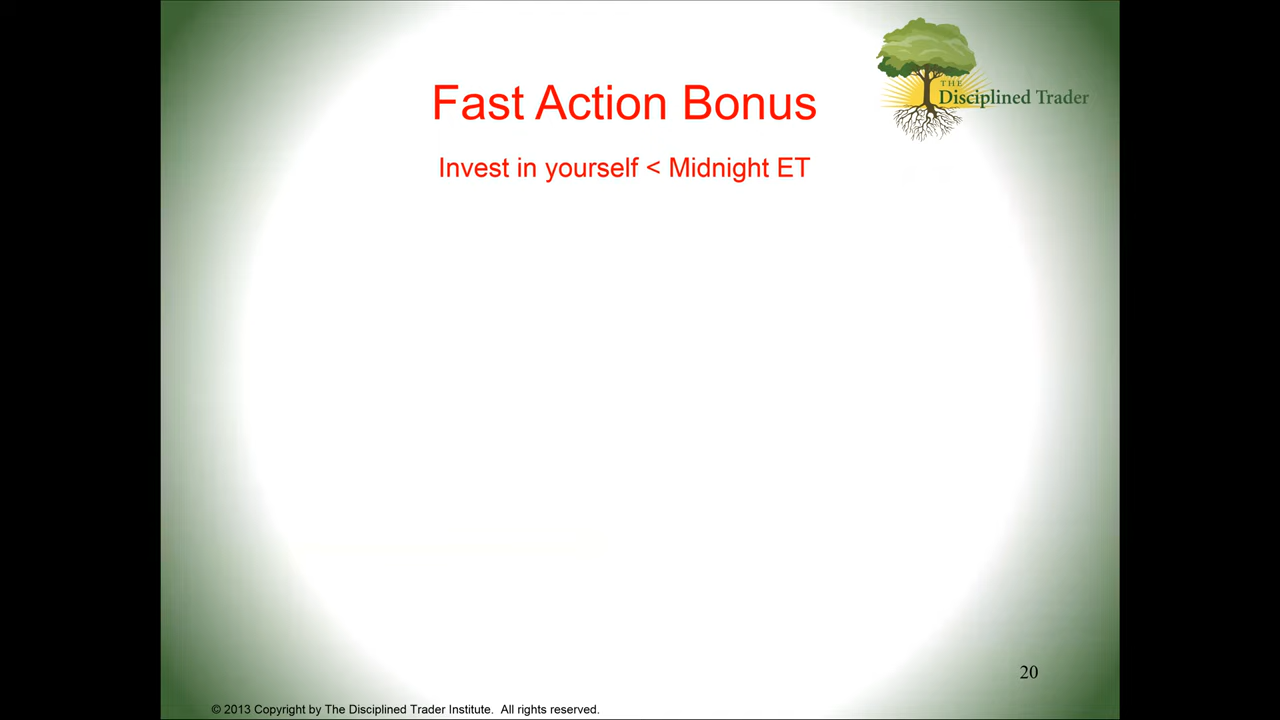 Fast Action Bonus
Invest in yourself < Midnight ET
THE
Disciplined Trader
20
© 2013 Copyright by The Disciplined Trader Institute. All rights reserved.